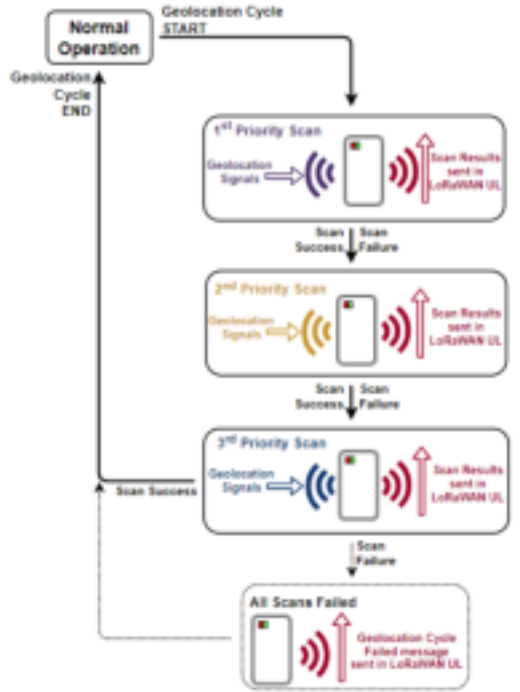 Normal
Operation
Geolocation Cycle
START
Geolocation
Cycle
END
1st Priority Scan
Geolocation
Signals
Scan Results
sent in
LoRaWAN UL
Scan Scan
Success Failure
2nd Priority Scan
Geolocation
Signals
Scan Results
sent in
LoRaWAN UL
Scan Scan
Success Failure
3rd Priority Scan
Geolocation
Signals
Scan Results
sent in
LoRaWAN UL
Scan Success
Scan
Failure
All Scans Failed
Geolocation Cycle
Failed message
sent in LoRaWAN UL